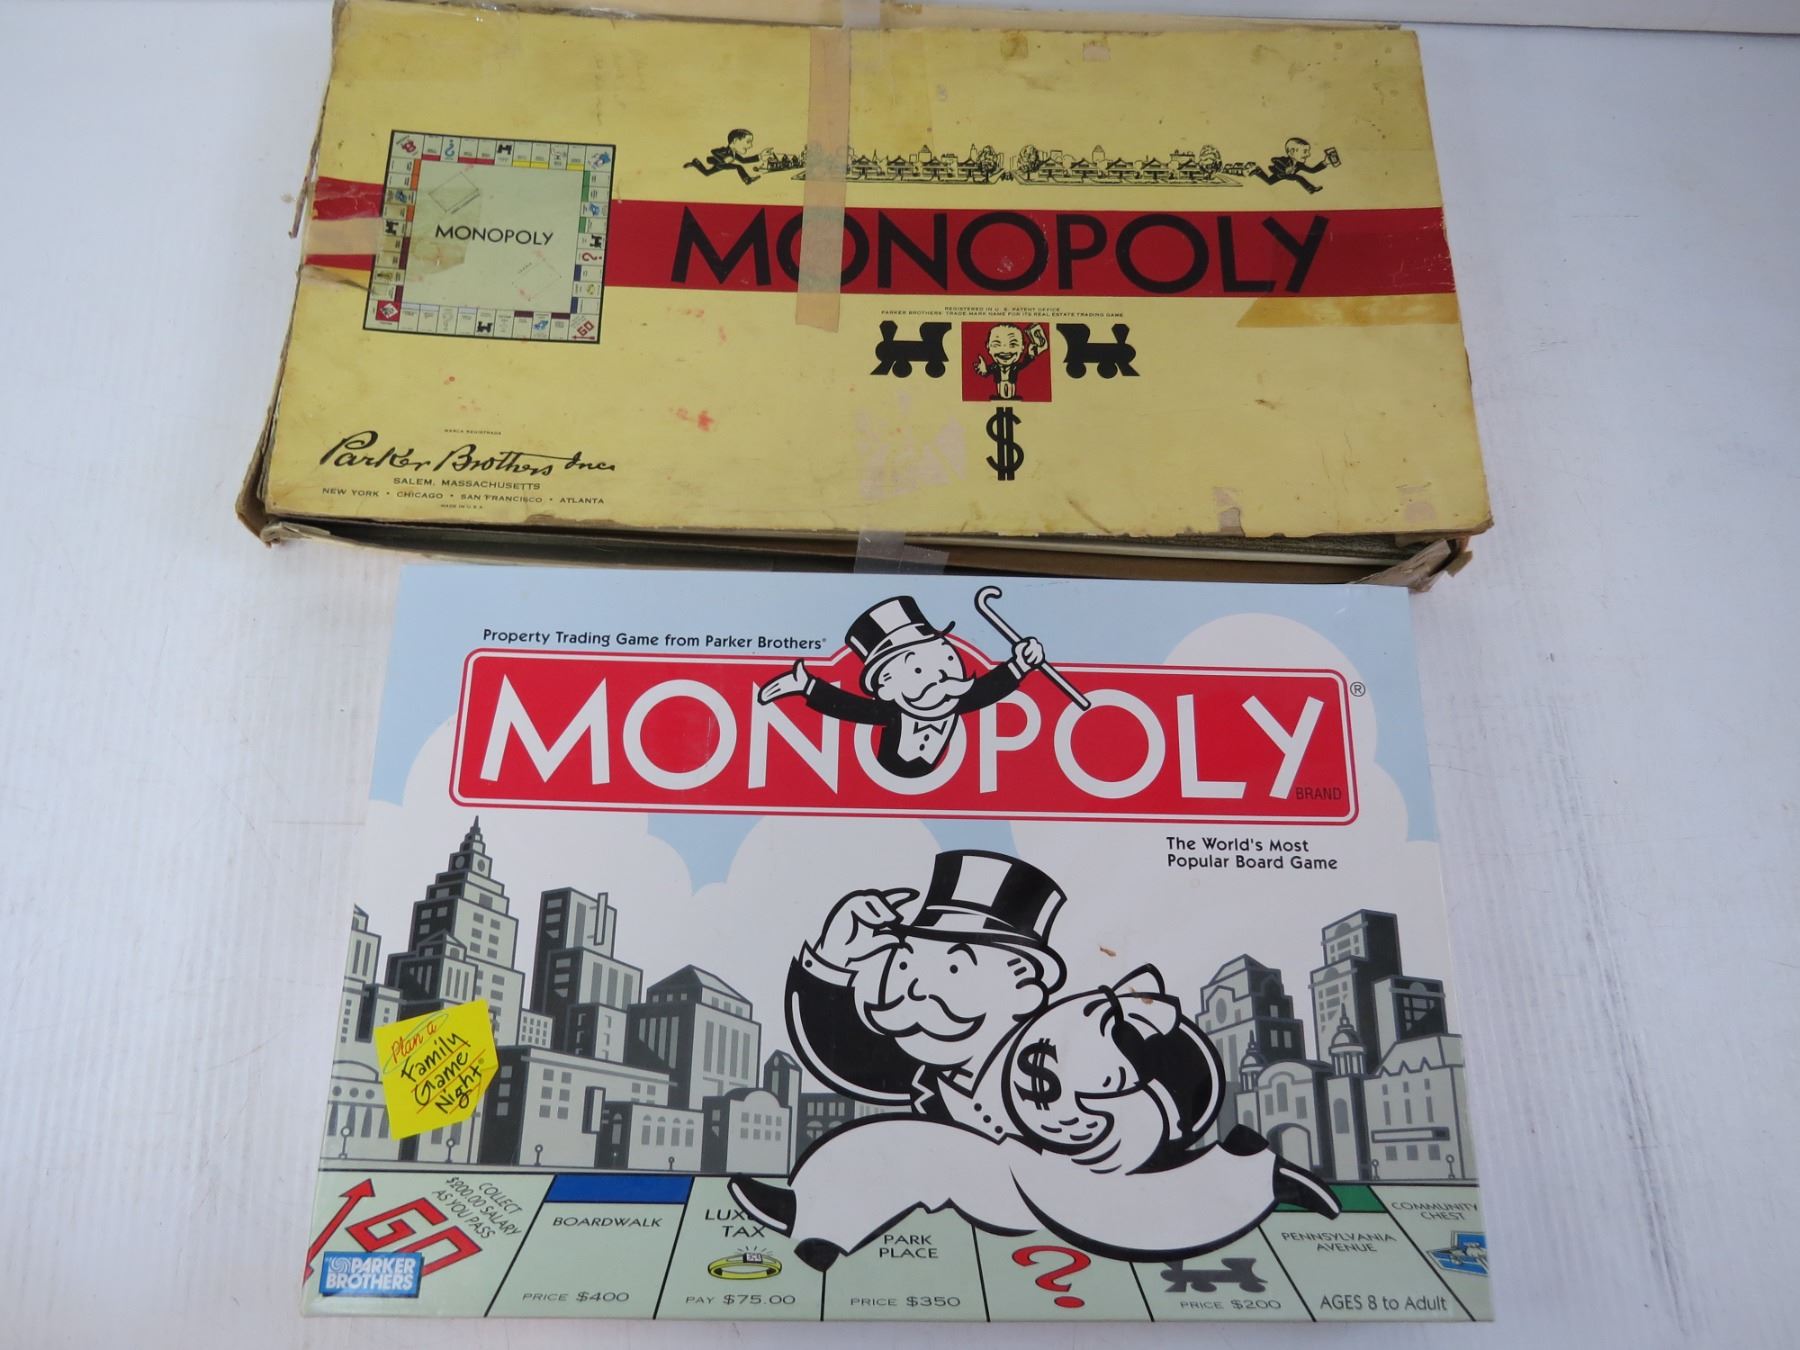 MONOPOLY
GO
MONOPOLY
REGISTERED IN U. S. PATENT OFFICE
PARKER BROTHERS TRADE MARK NAME FOR ITS REAL ESTATE TRADING GAME
$
MARCA REGISTRADA
Parker Brothers Inc.
SALEM, MASSACHUSETTS
NEW YORK • CHICAGO • SAN FRANCISCO • ATLANTA
MADE IN U.S.A.
Property Trading Game from Parker Brothers®
MONOPOLY®
BRAND
The World's Most
Popular Board Game
$
Plan a
Family
Game
Night
COLLECT
$200.00 SALARY
AS YOU PASS
GO
PARKER
BROTHERS
BOARDWALK
PRICE $400
TAX
PAY $75.00
PARK
PLACE
PRICE $350
?
PRICE $200
PENNSYLVANIA
AVENUE
COMMUNITY
CHEST
AGES 8 to Adult